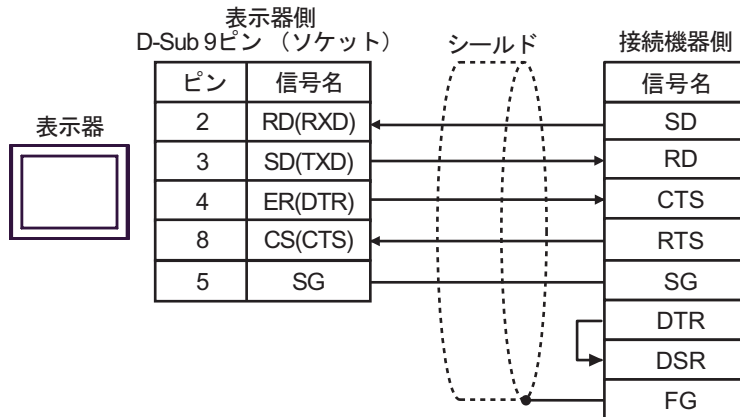 表示器側
D-Sub 9ピン （ソケット）
シールド
接続機器側
ピン 信号名
信号名
表示器
2 RD(RXD)
SD
3 SD(TXD)
RD
4 ER(DTR)
CTS
8 CS(CTS)
RTS
5 SG
SG
DTR
DSR
FG